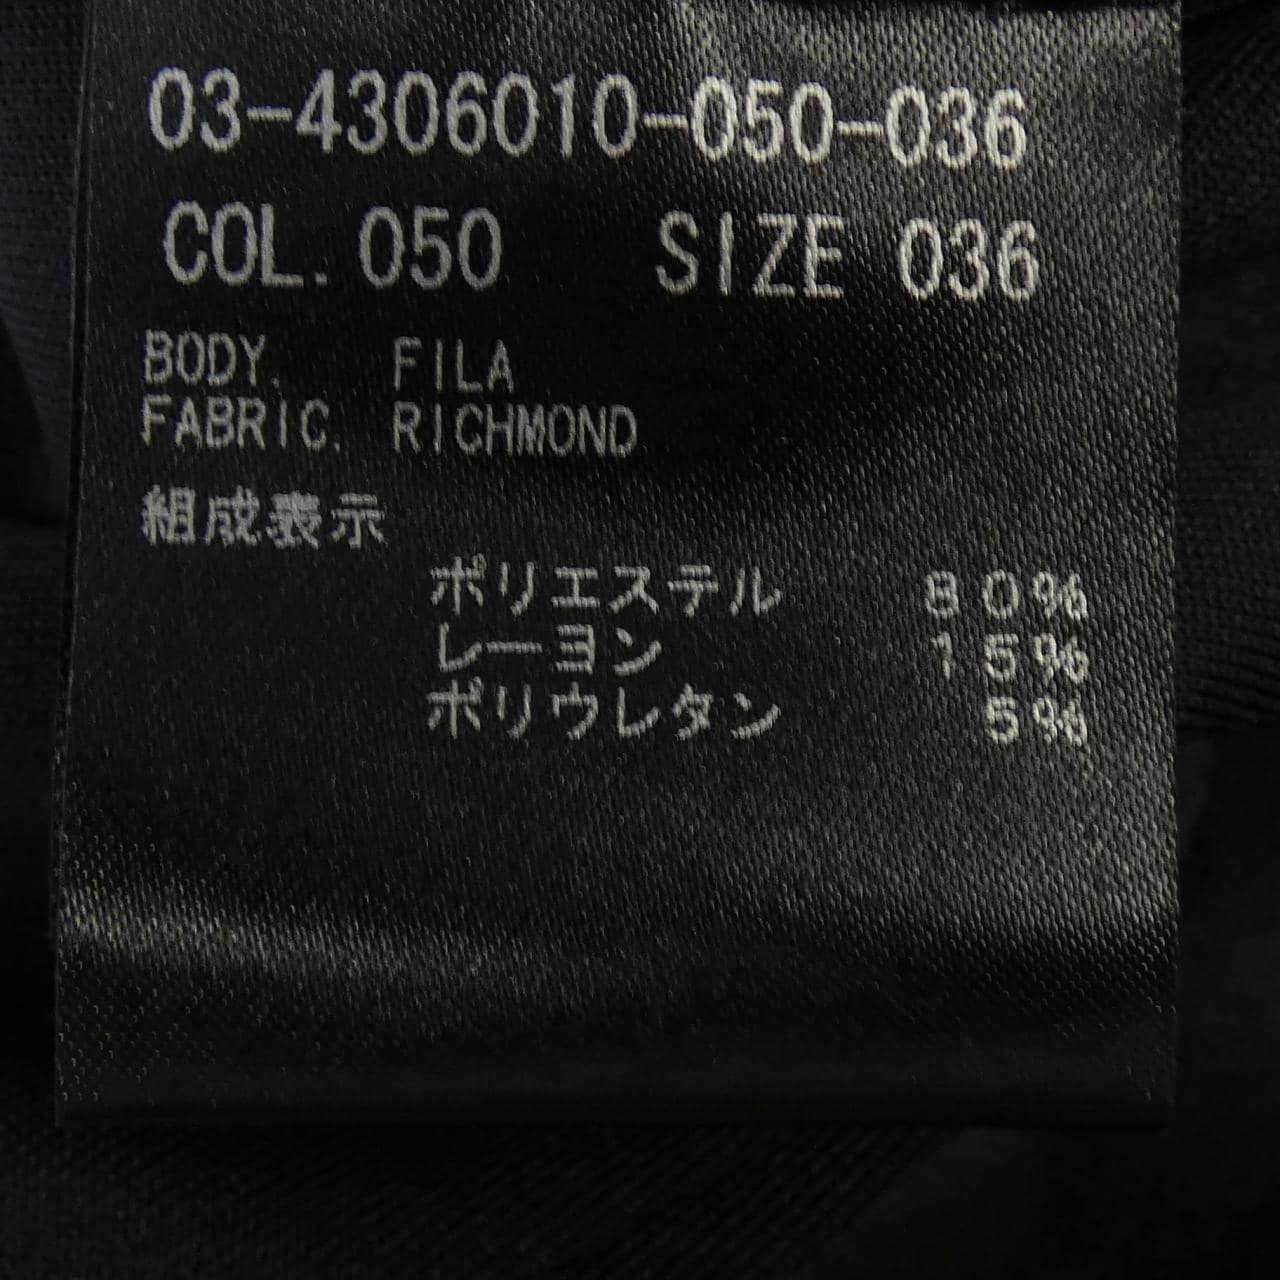 03-4306010-050-036
COL. 050 SIZE 036
BODY. FILA
FABRIC. RICHMOND
組成表示
ポリエステル 80%
レーヨン 15%
ポリウレタン 5%